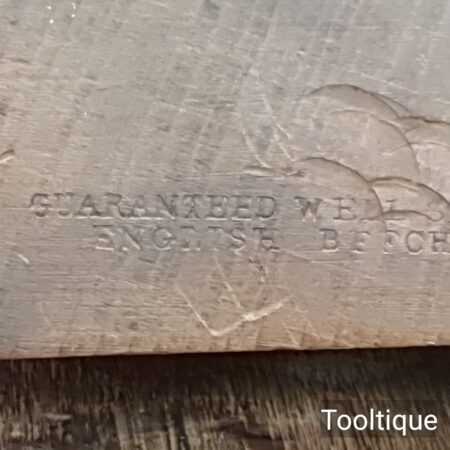 GUARANTEED WELL S
ENGLISH BEECH
Tooltique